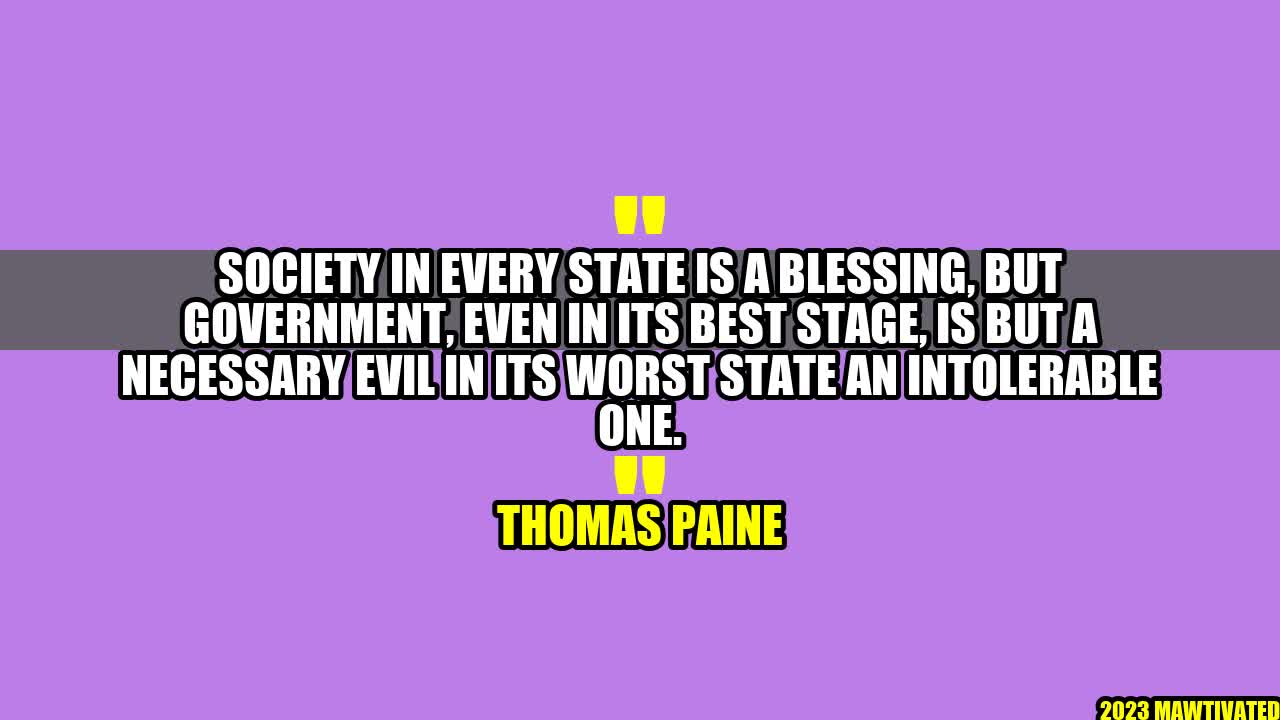 "
SOCIETY IN EVERY STATE IS A BLESSING, BUT
GOVERNMENT, EVEN IN ITS BEST STAGE, IS BUT A
NECESSARY EVIL IN ITS WORST STATE AN INTOLERABLE
ONE.
"
THOMAS PAINE
2023 MAWTIVATED